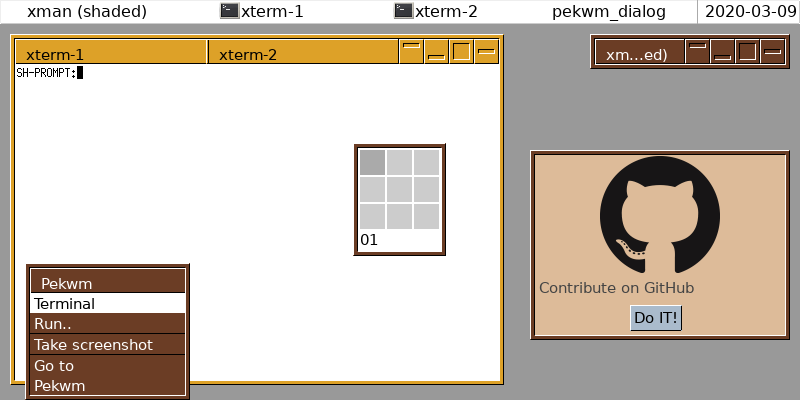 xman (shaded) xterm-1 xterm-2 pekwm_dialog 2020-03-09
xterm-1 xterm-2
xm...ed)
SH-PROMPT:
01
Pekwm
Terminal
Run..
Take screenshot
Go to
Pekwm
Contribute on GitHub
Do IT!